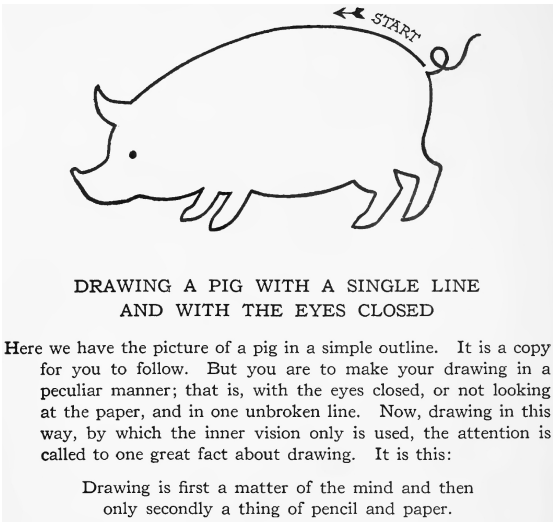 START
DRAWING A PIG WITH A SINGLE LINE
AND WITH THE EYES CLOSED
Here we have the picture of a pig in a simple outline. It is a copy
for you to follow. But you are to make your drawing in a
peculiar manner; that is, with the eyes closed, or not looking
at the paper, and in one unbroken line. Now, drawing in this
way, by which the inner vision only is used, the attention is
called to one great fact about drawing. It is this:
Drawing is first a matter of the mind and then
only secondly a thing of pencil and paper.